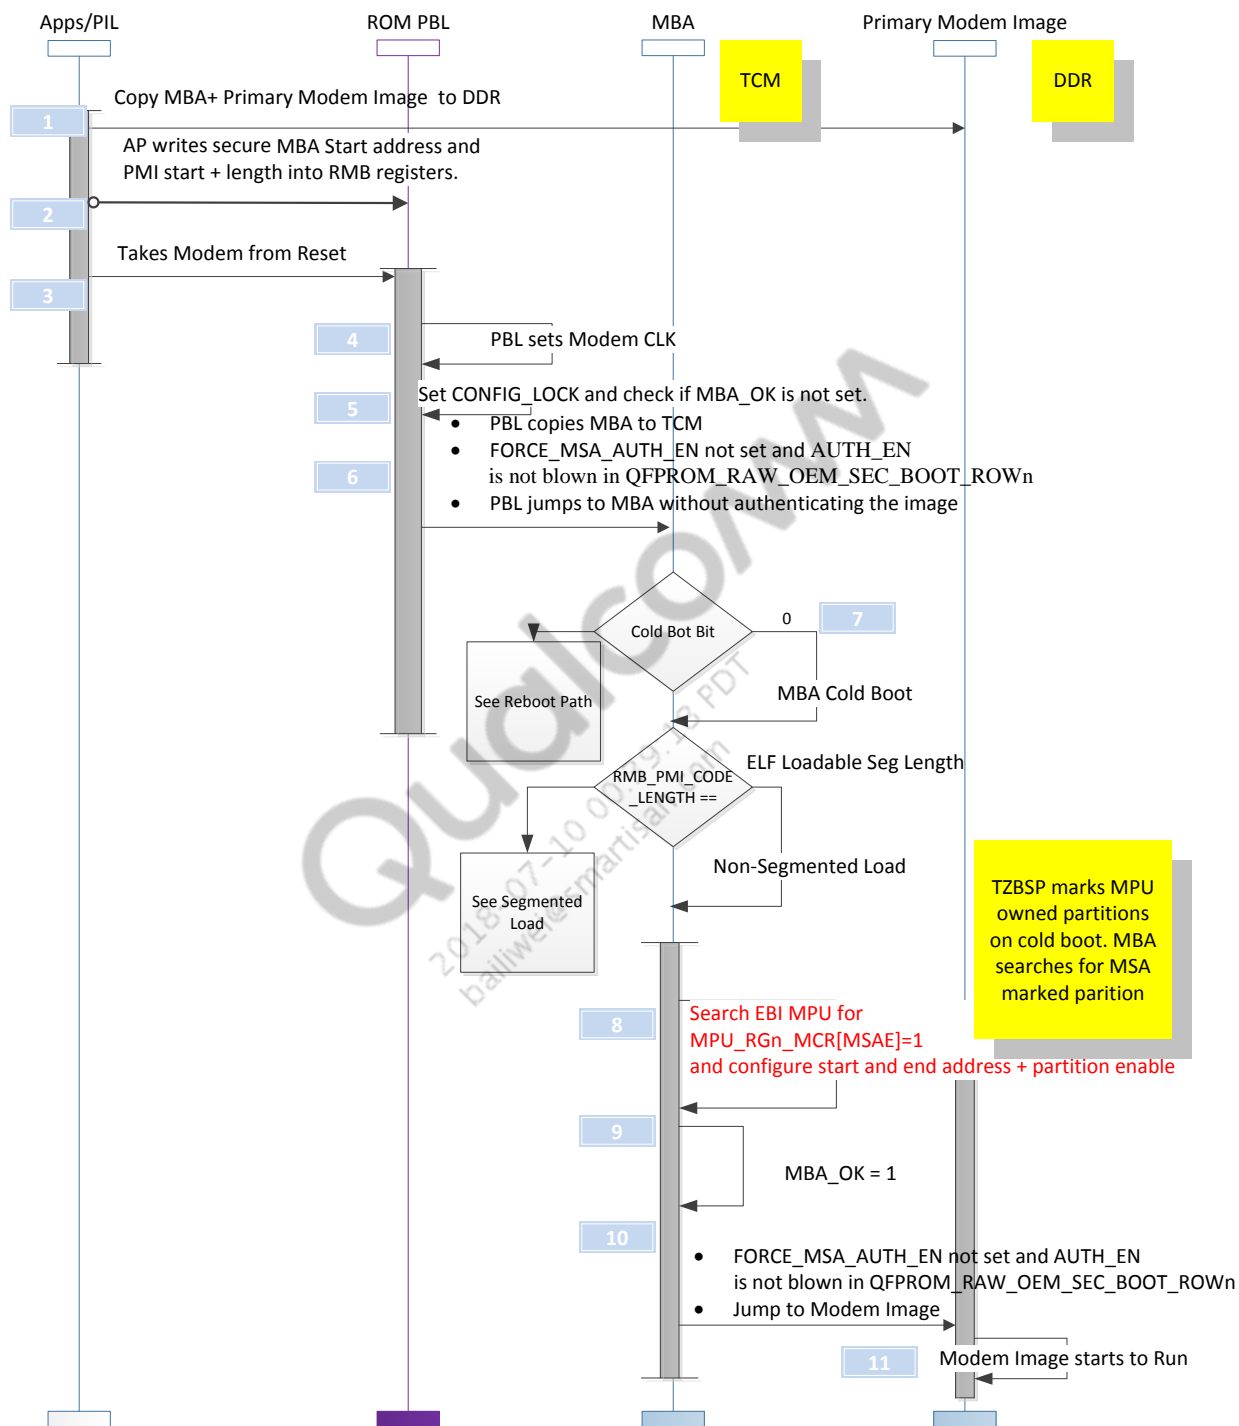 Apps/PIL
ROM PBL
MBA
Primary Modem Image
TCM
DDR
Copy MBA+ Primary Modem Image to DDR
1
AP writes secure MBA Start address and
PMI start + length into RMB registers.
2
Takes Modem from Reset
3
4
PBL sets Modem CLK
Set CONFIG_LOCK and check if MBA_OK is not set.
5
• PBL copies MBA to TCM
• FORCE_MSA_AUTH_EN not set and AUTH_EN
is not blown in QFPROM_RAW_OEM_SEC_BOOT_ROWn
6
• PBL jumps to MBA without authenticating the image
Cold Bot Bit
0
7
See Reboot Path
MBA Cold Boot
ELF Loadable Seg Length
RMB_PMI_CODE
_LENGTH ==
Non-Segmented Load
See Segmented
Load
TZBSP marks MPU
owned partitions
on cold boot. MBA
searches for MSA
marked parition
8
Search EBI MPU for
MPU_RGn_MCR[MSAE]=1
and configure start and end address + partition enable
9
MBA_OK = 1
10
• FORCE_MSA_AUTH_EN not set and AUTH_EN
is not blown in QFPROM_RAW_OEM_SEC_BOOT_ROWn
• Jump to Modem Image
11
Modem Image starts to Run
Qualcomm
2018-07-10 00:39:18 PDT
bailiwei@smartisan.com